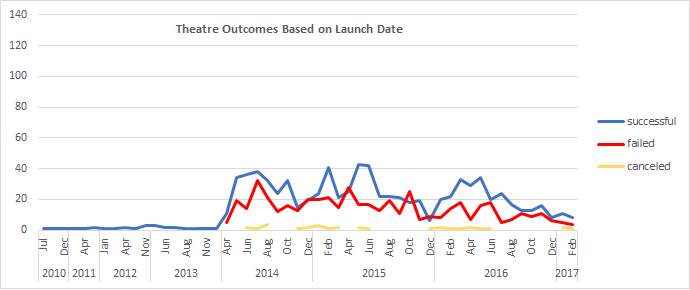 Theatre Outcomes Based on Launch Date
140
120
100
80
60
40
20
0
Jul Dec Apr Jan Apr Nov Jun Aug Nov Apr Jun Aug Oct Dec Feb Apr Jun Aug Oct Dec Feb Apr Jun Aug Oct Dec Feb
2010 2011 2012 2013 2014 2015 2016 2017
successful
failed
canceled